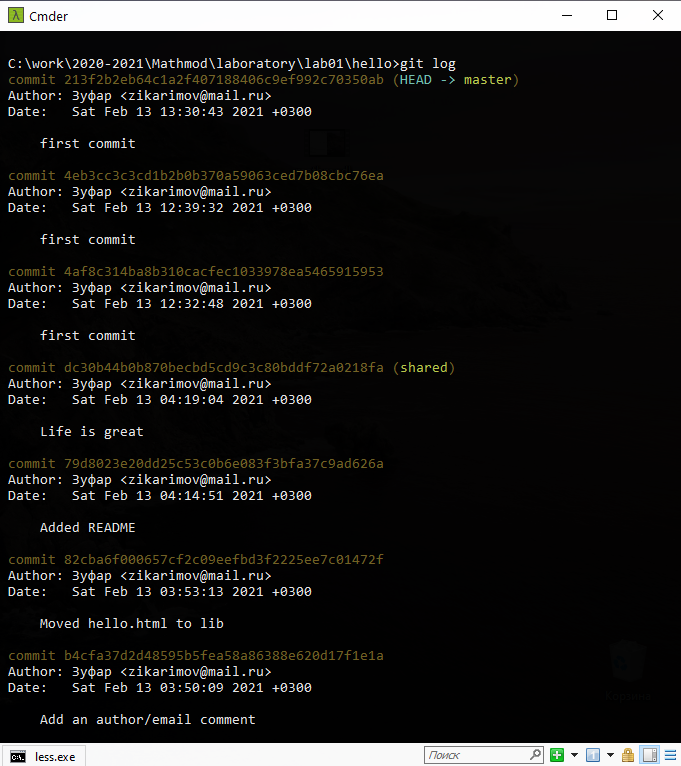 Cmder
C:\work\2020-2021\Mathmod\laboratory\lab01\hello>git log
commit 213f2b2eb64c1a2f407188406c9ef992c70350ab (HEAD -> master)
Author: Зуфар <zikarimov@mail.ru>
Date:   Sat Feb 13 13:30:43 2021 +0300
first commit
commit 4eb3cc3c3cd1b2b0b370a59063ced7b08cbc76ea
Author: Зуфар <zikarimov@mail.ru>
Date:   Sat Feb 13 12:39:32 2021 +0300
first commit
commit 4af8c314ba8b310cacfec1033978ea5465915953
Author: Зуфар <zikarimov@mail.ru>
Date:   Sat Feb 13 12:32:48 2021 +0300
first commit
commit dc30b44b0b870becbd5cd9c3c80bddf72a0218fa (shared)
Author: Зуфар <zikarimov@mail.ru>
Date:   Sat Feb 13 04:19:04 2021 +0300
Life is great
commit 79d8023e20dd25c53c0b6e083f3bfa37c9ad626a
Author: Зуфар <zikarimov@mail.ru>
Date:   Sat Feb 13 04:14:51 2021 +0300
Added README
commit 82cba6f000657cf2c09eefbd3f2225ee7c01472f
Author: Зуфар <zikarimov@mail.ru>
Date:   Sat Feb 13 03:53:13 2021 +0300
Moved hello.html to lib
commit b4cfa37d2d48595b5fea58a86388e620d17f1e1a
Author: Зуфар <zikarimov@mail.ru>
Date:   Sat Feb 13 03:50:09 2021 +0300
Add an author/email comment
less.exe
Поиск